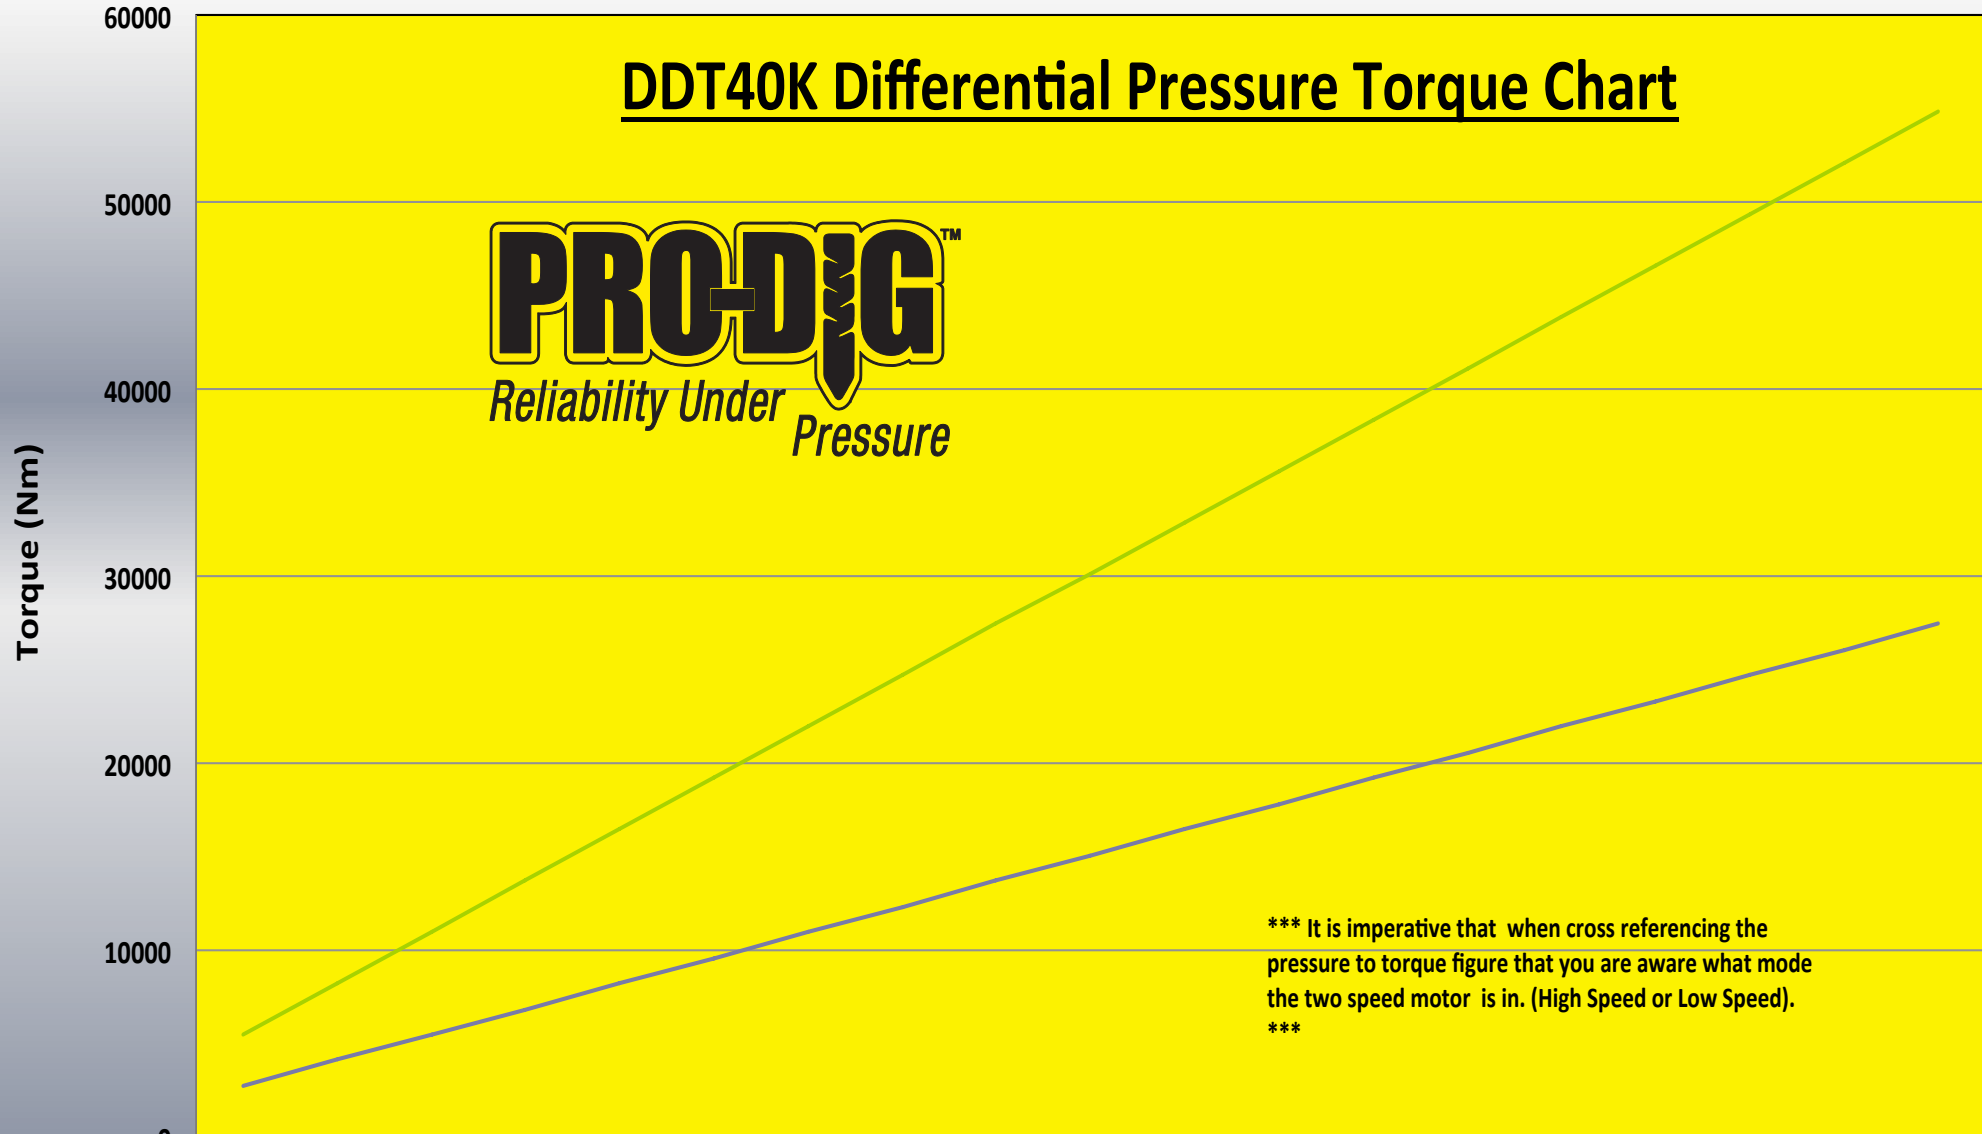 DDT40K Differential Pressure Torque Chart
60000
50000
40000
30000
20000
10000
Torque (Nm)
PRO-DIG™
Reliability Under
Pressure
*** It is imperative that  when cross referencing the
pressure to torque figure that you are aware what mode
the two speed motor  is in. (High Speed or Low Speed).
***